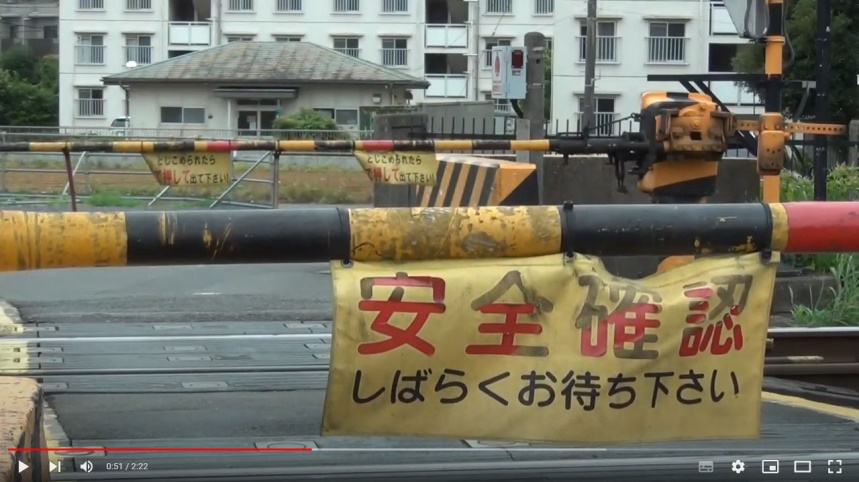 とじこめられたら
押して出て下さい
とじこめられたら
押して出て下さい
安全確認
しばらくお待ち下さい
0:51 / 2:22